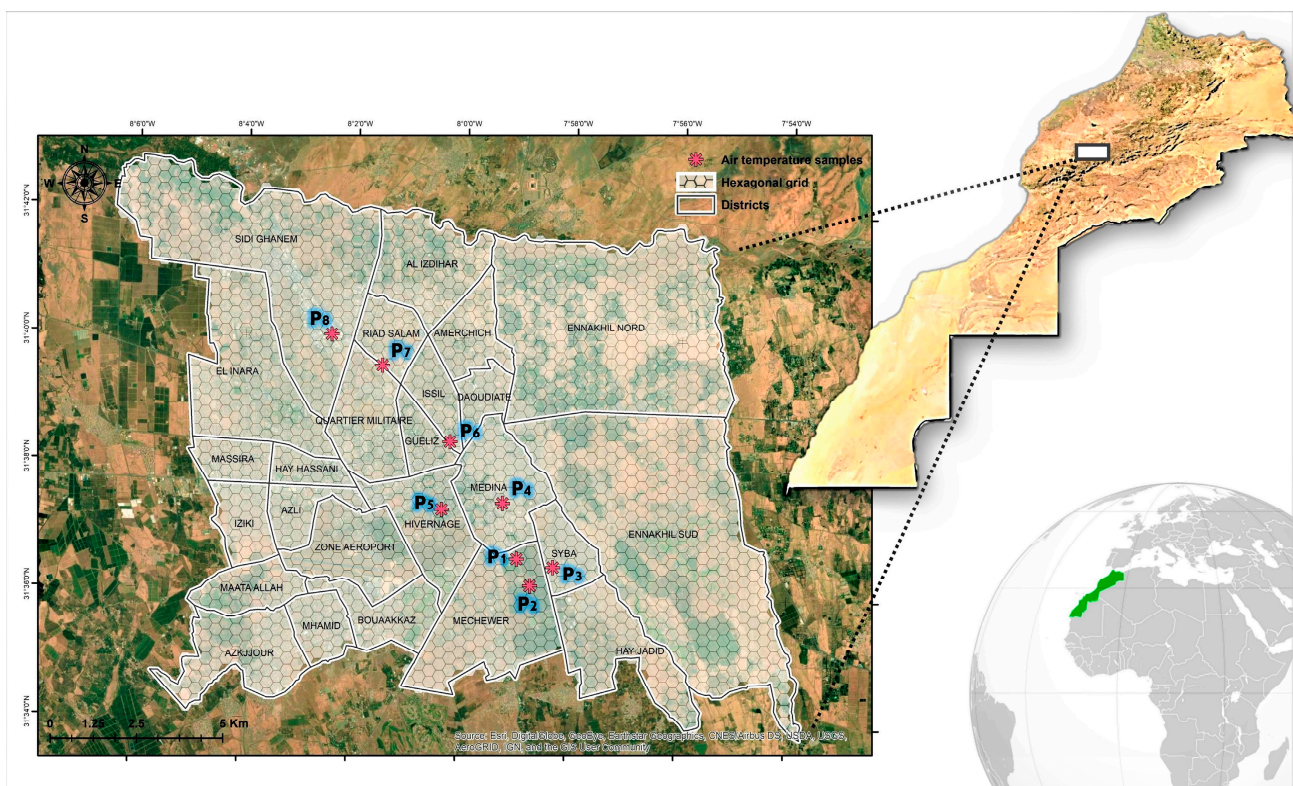 8°6'0"W
8°4'0"W
8°2'0"W
8°0'0"W
7°58'0"W
7°56'0"W
7°54'0"W
N
W
E
S
Air temperature samples
Hexagonal grid
Districts
31°42'0"N
31°40'0"N
31°38'0"N
31°36'0"N
31°34'0"N
SIDI GHANEM
AL IZDIHAR
P8
RIAD SALAM
AMERCHICH
ENNAKHIL NORD
P7
EL INARA
ISSIL
DAOUDIATE
QUARTIER MILITAIRE
P6
GUELIZ
MASSIRA
HAY HASSANI
MEDINA
P4
P5
IZIKI
AZLI
HIVERNAGE
ENNAKHIL SUD
ZONE AEROPORT
P1
SYBA
P3
MAATA ALLAH
P2
MHAMID
BOUAAKKAZ
MECHEWER
AZKIJOUR
HAY JADID
0 1.25 2.5 5 Km
Source: Esri, DigitalGlobe, GeoEye, Earthstar Geographics, CNES/Airbus DS, USDA, USGS,
AeroGRID, IGN, and the GIS User Community